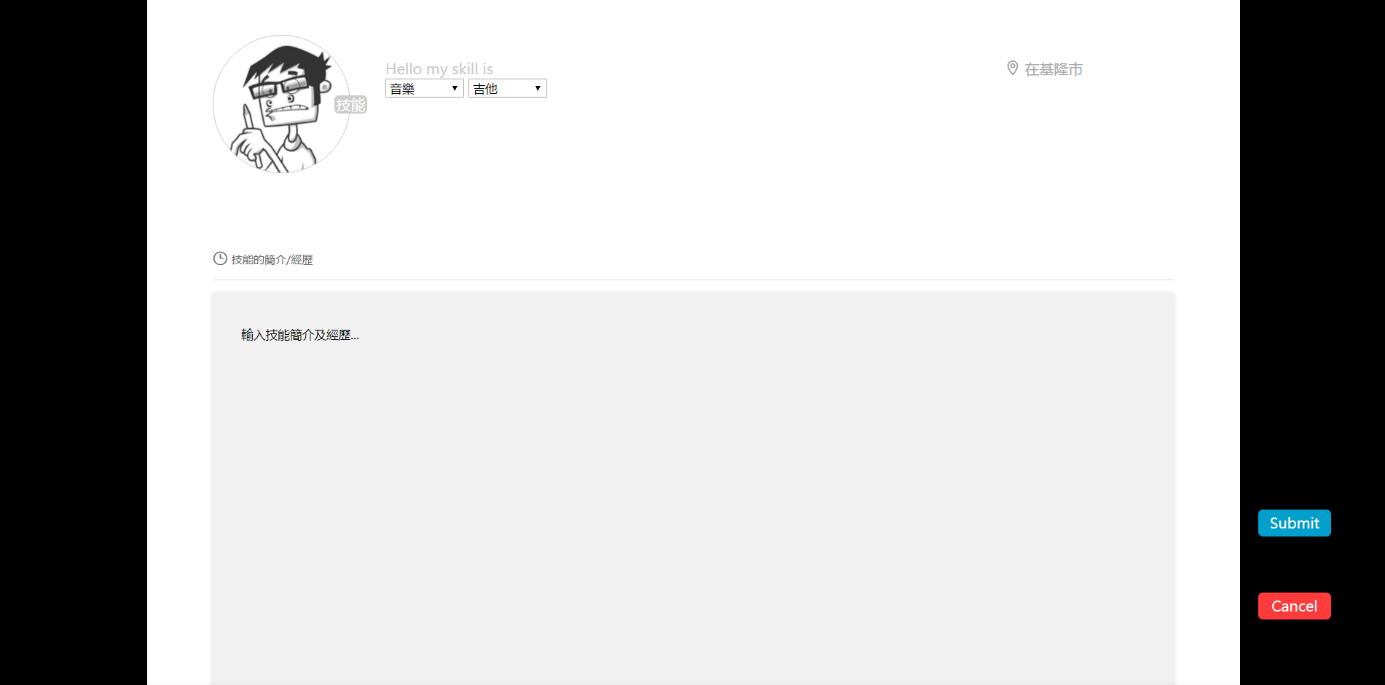 Hello my skill is
在基隆市
音樂 吉他
技能
技能的簡介/經歷
輸入技能簡介及經歷...
Submit
Cancel